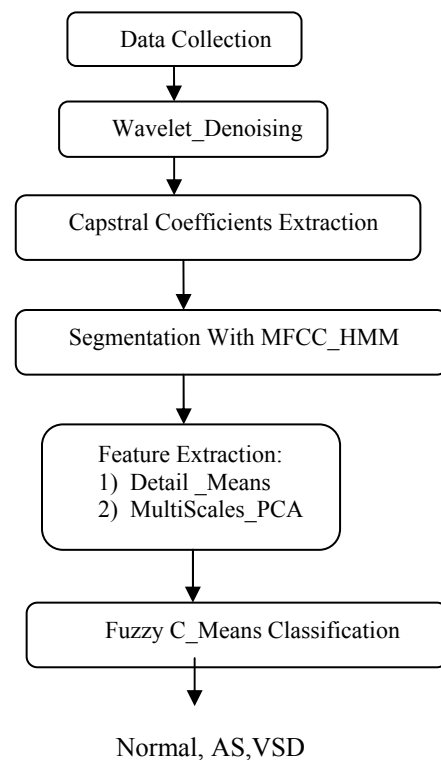 Data Collection
Wavelet_Denoising
Capstral Coefficients Extraction
Segmentation With MFCC_HMM
Feature Extraction:
1) Detail _Means
2) MultiScales_PCA
Fuzzy C_Means Classification
Normal, AS,VSD